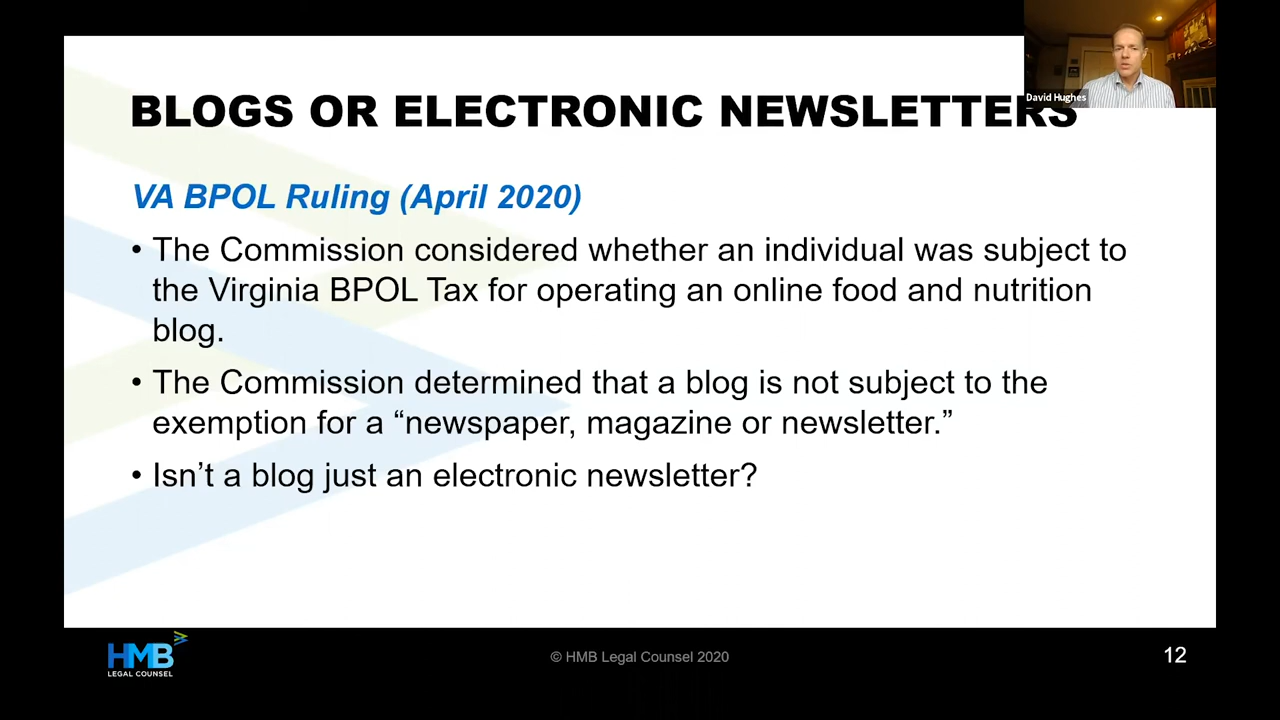 David Hughes
BLOGS OR ELECTRONIC NEWSLETTERS
VA BPOL Ruling (April 2020)
• The Commission considered whether an individual was subject to
the Virginia BPOL Tax for operating an online food and nutrition
blog.
• The Commission determined that a blog is not subject to the
exemption for a “newspaper, magazine or newsletter.”
• Isn’t a blog just an electronic newsletter?
HMB
LEGAL COUNSEL
© HMB Legal Counsel 2020
12